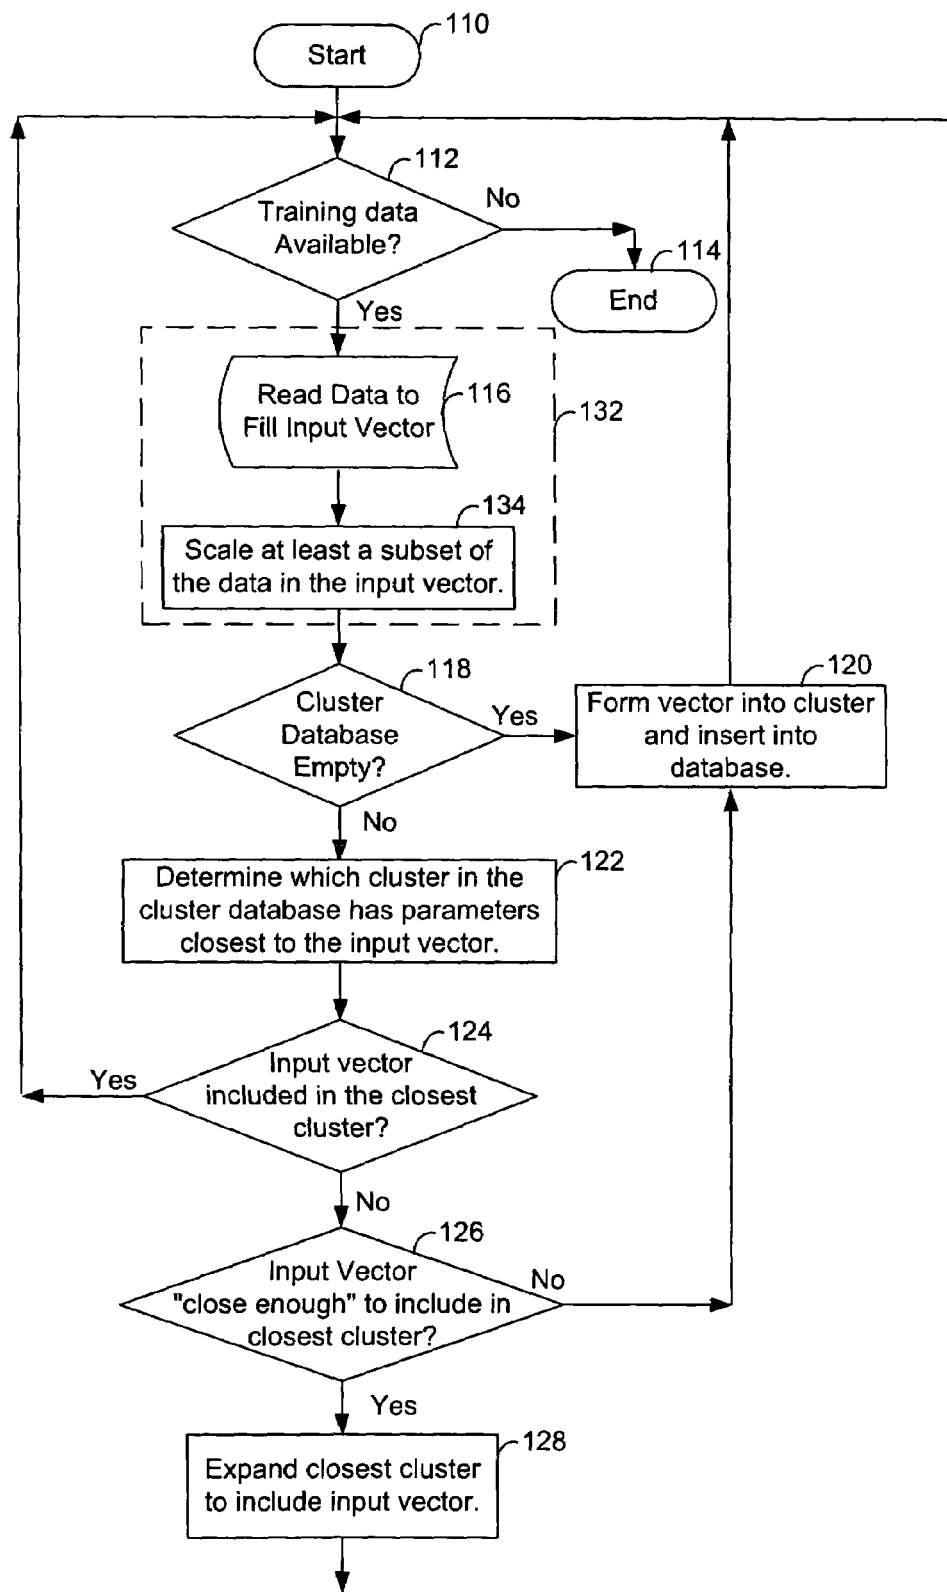 110
Start
112
Training data
Available?
No
114
End
Yes
Read Data to
Fill Input Vector
116
132
134
Scale at least a subset of
the data in the input vector.
118
Cluster
Database
Empty?
Yes
120
Form vector into cluster
and insert into
database.
No
122
Determine which cluster in the
cluster database has parameters
closest to the input vector.
124
Input vector
included in the closest
cluster?
Yes
No
126
Input Vector
"close enough" to include in
closest cluster?
No
Yes
128
Expand closest cluster
to include input vector.